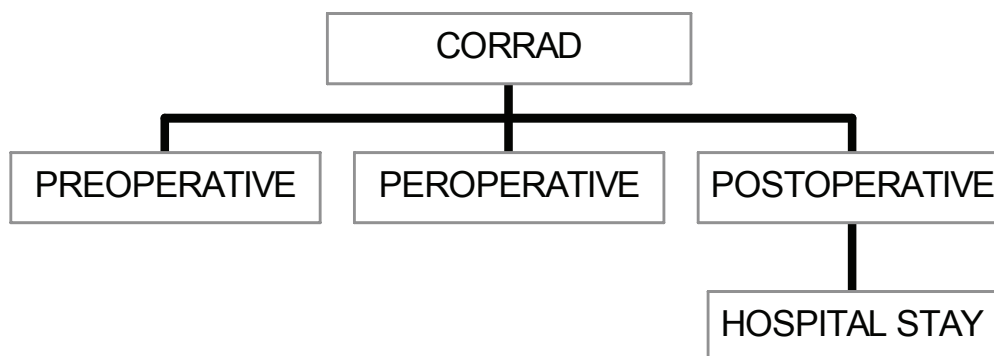 CORRAD
PREOPERATIVE
PEROPERATIVE
POSTOPERATIVE
HOSPITAL STAY